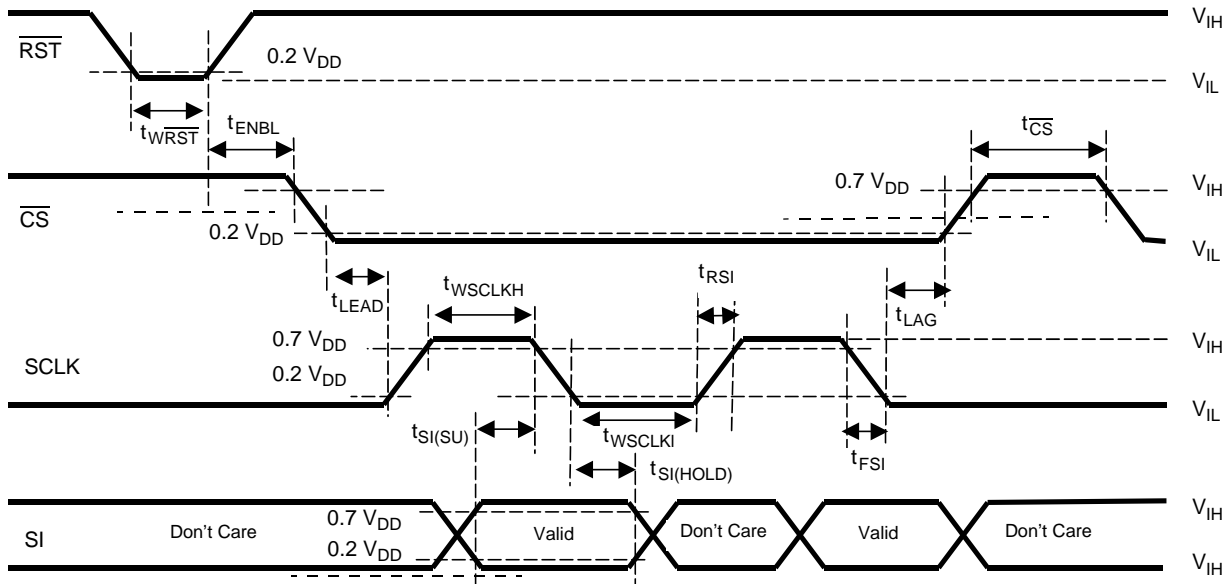 VIH
RST
0.2 VDD
VIL
tWRST
tENBL
tCS
0.7 VDD
VIH
CS
0.2 VDD
VIL
tLEAD
tWSCLKH
tRSI
tLAG
0.7 VDD
VIH
SCLK
0.2 VDD
VIL
tSI(SU)
tWSCLKl
tFSI
tSI(HOLD)
VIH
SI
Don't Care
0.7 VDD
Valid
Don't Care
Valid
Don't Care
0.2 VDD
VIH